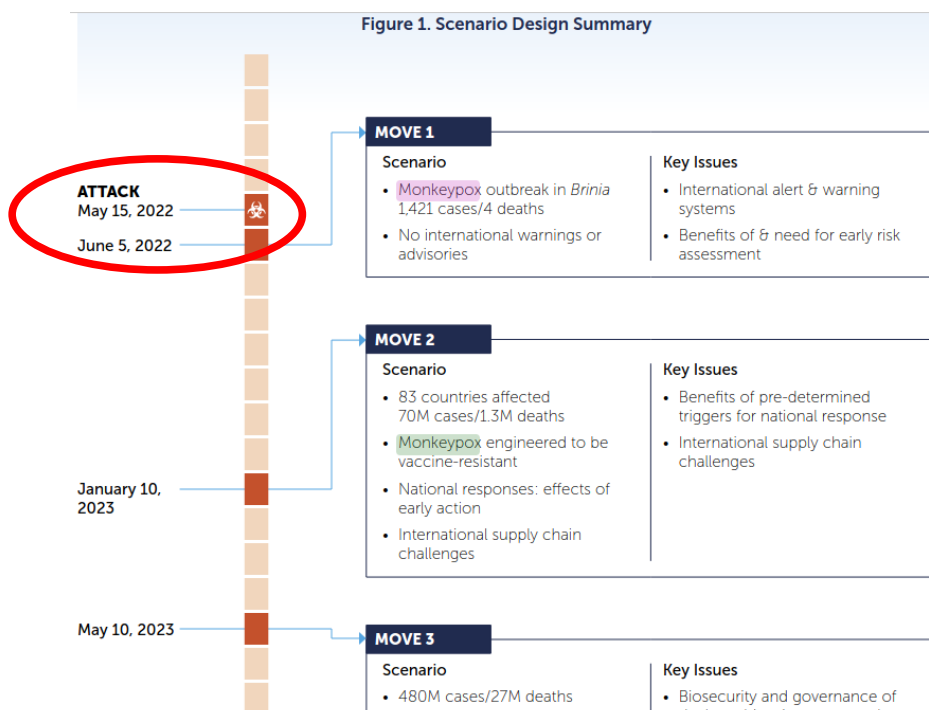 Figure 1. Scenario Design Summary
ATTACK
May 15, 2022
June 5, 2022
MOVE 1
Scenario
• Monkeypox outbreak in Brinia
1,421 cases/4 deaths
• No international warnings or
advisories
Key Issues
• International alert & warning
systems
• Benefits of & need for early risk
assessment
January 10,
2023
MOVE 2
Scenario
• 83 countries affected
70M cases/1.3M deaths
• Monkeypox engineered to be
vaccine-resistant
• National responses: effects of
early action
• International supply chain
challenges
Key Issues
• Benefits of pre-determined
triggers for national response
• International supply chain
challenges
May 10, 2023
MOVE 3
Scenario
• 480M cases/27M deaths
Key Issues
• Biosecurity and governance of